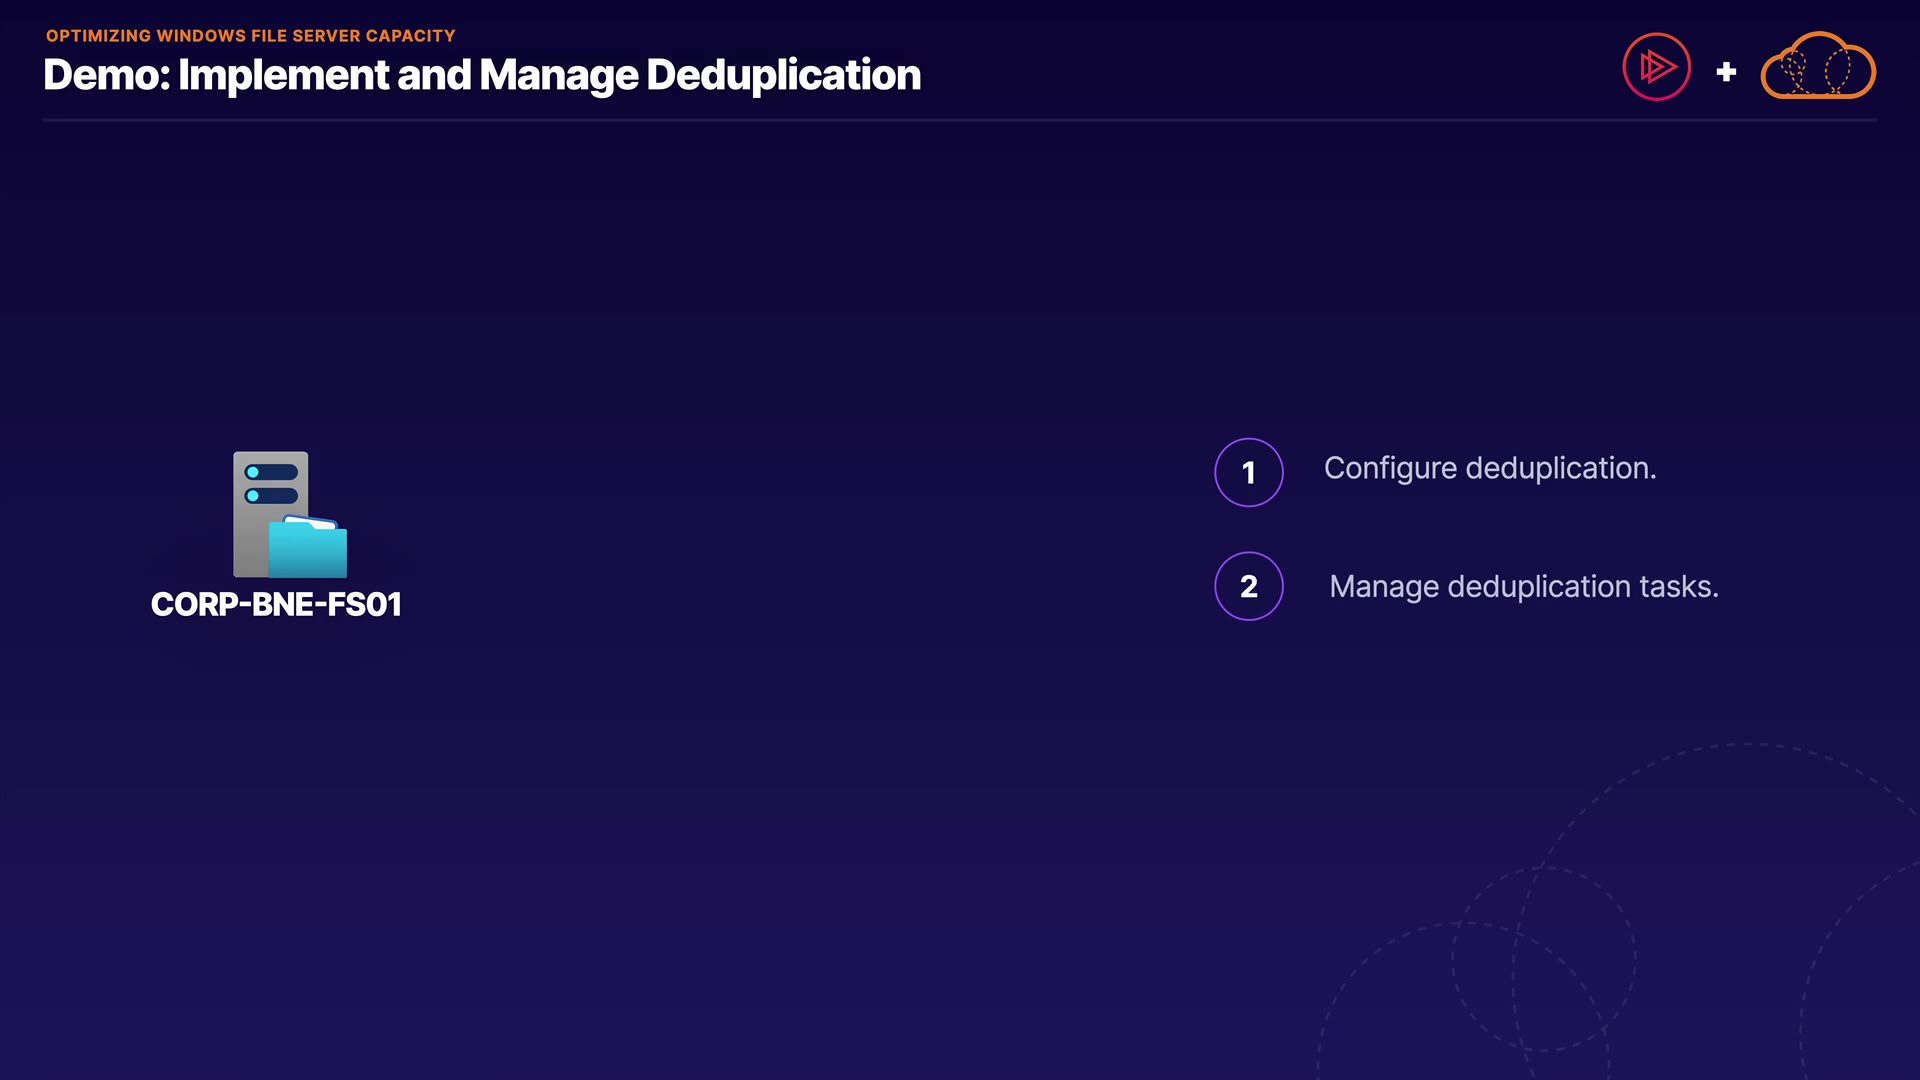 OPTIMIZING WINDOWS FILE SERVER CAPACITY
Demo: Implement and Manage Deduplication
+
CORP-BNE-FS01
1 Configure deduplication.
2 Manage deduplication tasks.